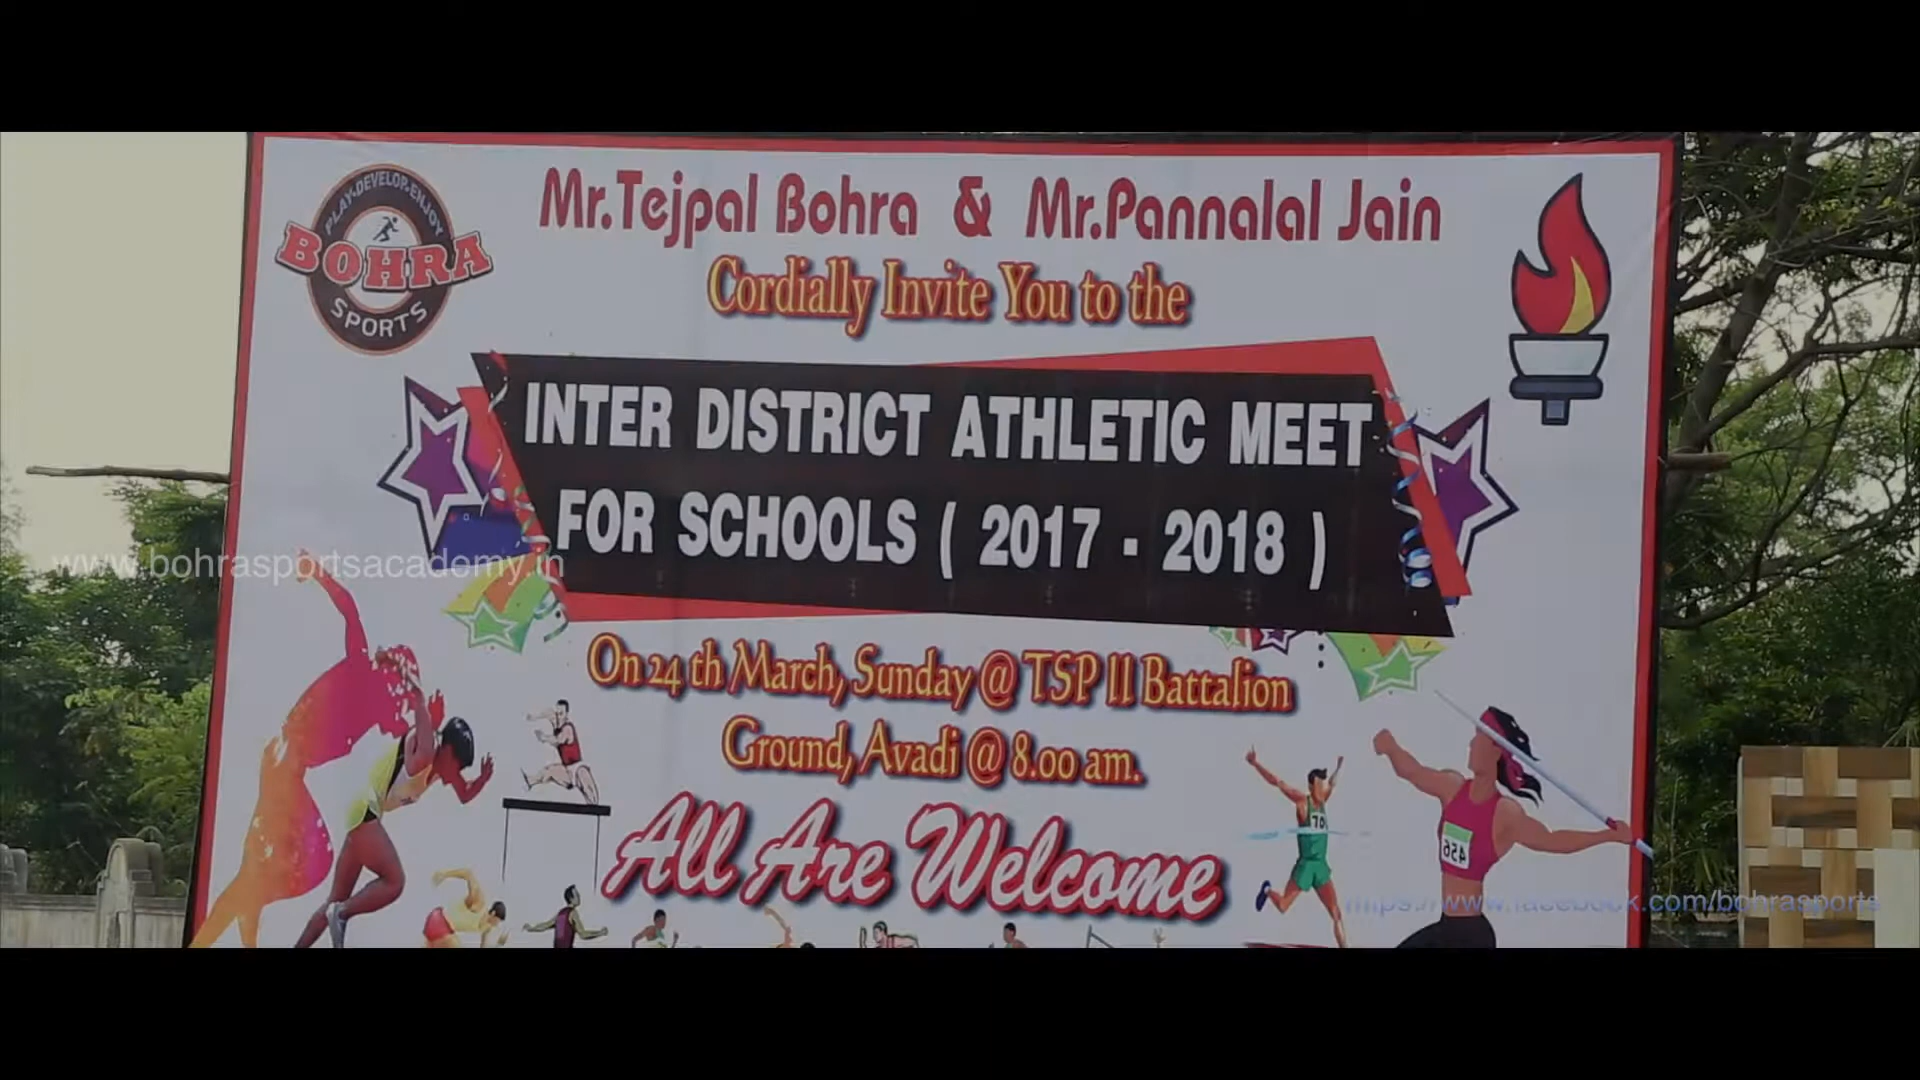 PLAY-DEVELOP-ENJOY
BOHRA
SPORTS
Mr.Tejpal Bohra & Mr.Pannalal Jain
Cordially Invite You to the
INTER DISTRICT ATHLETIC MEET
FOR SCHOOLS ( 2017 - 2018 )
www.bohrasportsacademy.in
On 24 th March, Sunday @ TSP II Battalion
Ground, Avadi @ 8.00 am.
All Are Welcome
456
https://www.fasebock.com/bohrasports